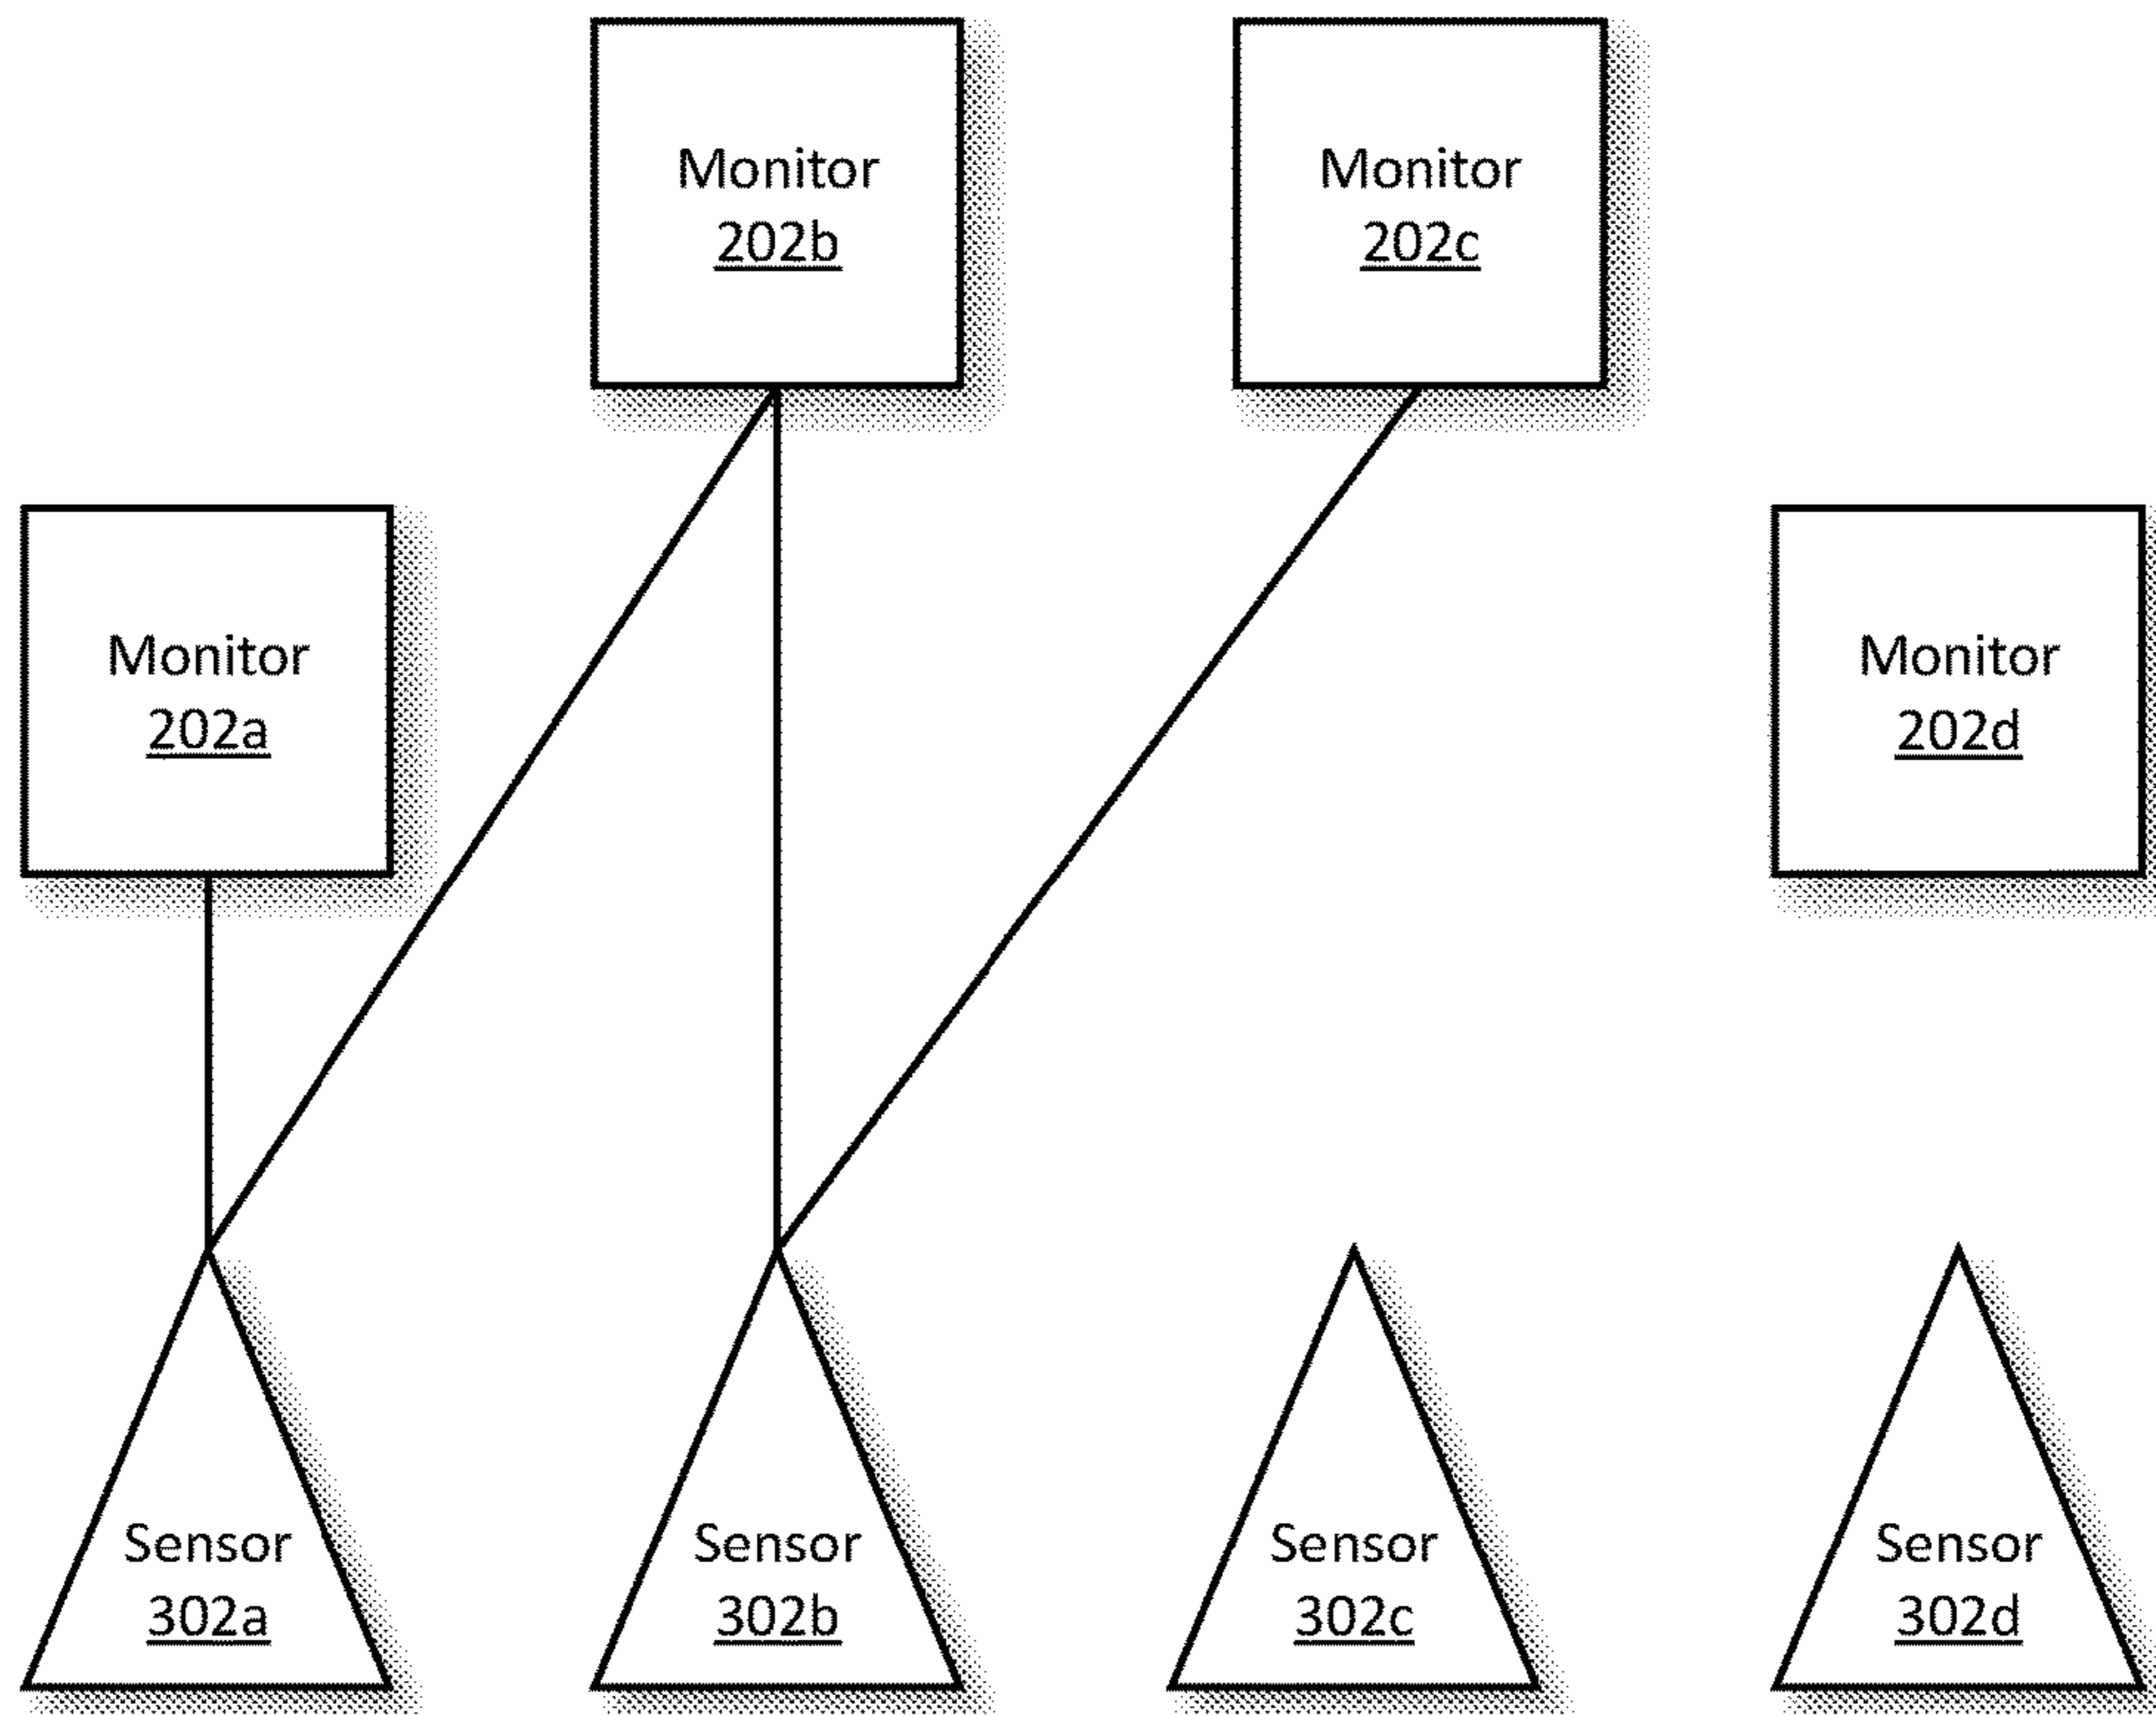 Monitor
202b
Monitor
202c
Monitor
202a
Monitor
202d
Sensor
302a
Sensor
302b
Sensor
302c
Sensor
302d